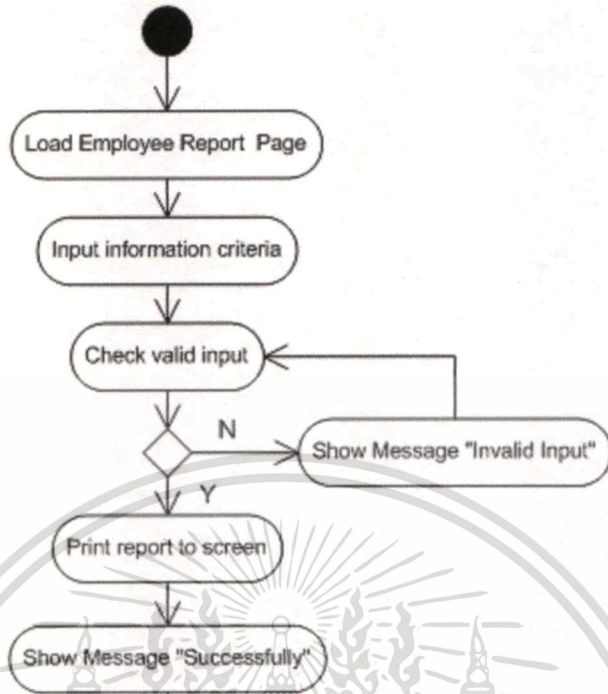 Load Employee Report Page
Input information criteria
Check valid input
N
Show Message "Invalid Input"
Y
Print report to screen
Show Message "Successfully"